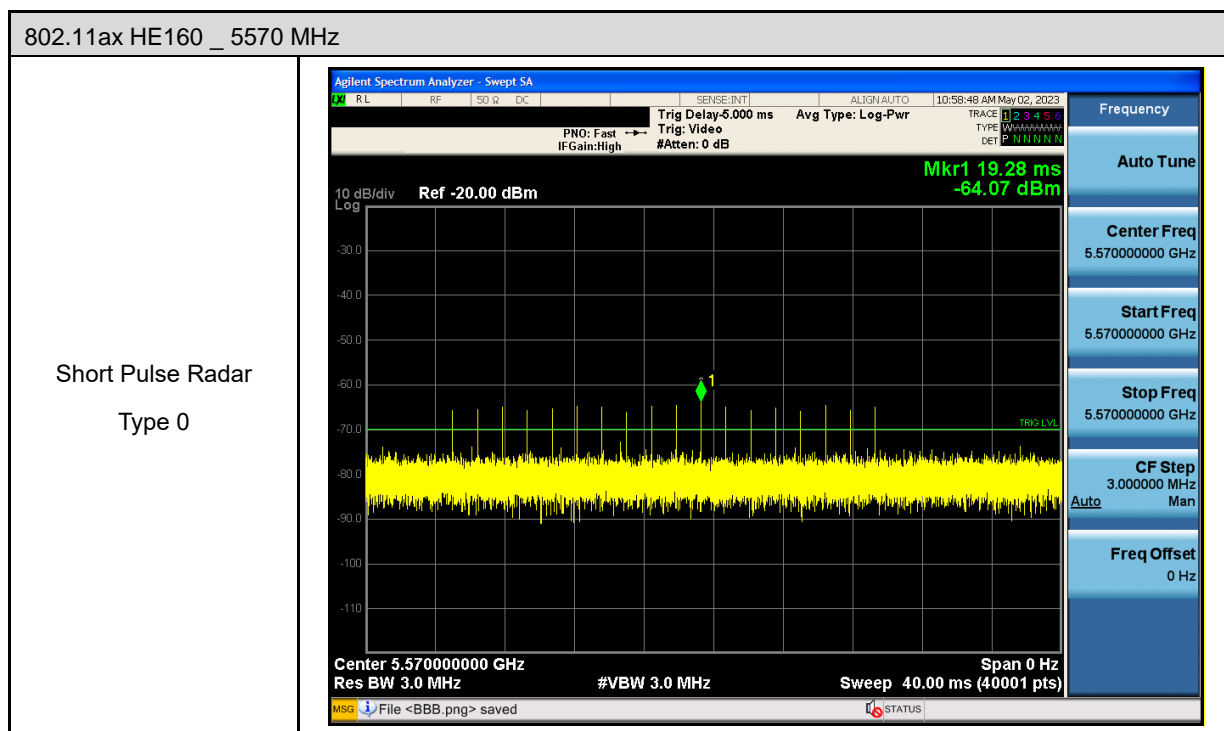 802.11ax HE160 _ 5570 MHz
Short Pulse Radar
Type 0
Agilent Spectrum Analyzer - Swept SA
LXI RL RF 50 Ω DC SENSE:INT ALIGN AUTO 10:58:48 AM May 02, 2023
PNO: Fast
IFGain:High
Trig Delay-5.000 ms
Trig: Video
#Atten: 0 dB
Avg Type: Log-Pwr
TRACE 1 2 3 4 5 6
TYPE W
DET P N N N N N
Mkr1 19.28 ms
-64.07 dBm
10 dB/div Ref -20.00 dBm
Log
-30.0
-40.0
-50.0
-60.0
-70.0
-80.0
-90.0
-100
-110
1
TRIG LVL
Center 5.570000000 GHz Span 0 Hz
Res BW 3.0 MHz #VBW 3.0 MHz Sweep 40.00 ms (40001 pts)
MSG File <BBB.png> saved STATUS
Frequency
Auto Tune
Center Freq
5.570000000 GHz
Start Freq
5.570000000 GHz
Stop Freq
5.570000000 GHz
CF Step
3.000000 MHz
Auto Man
Freq Offset
0 Hz